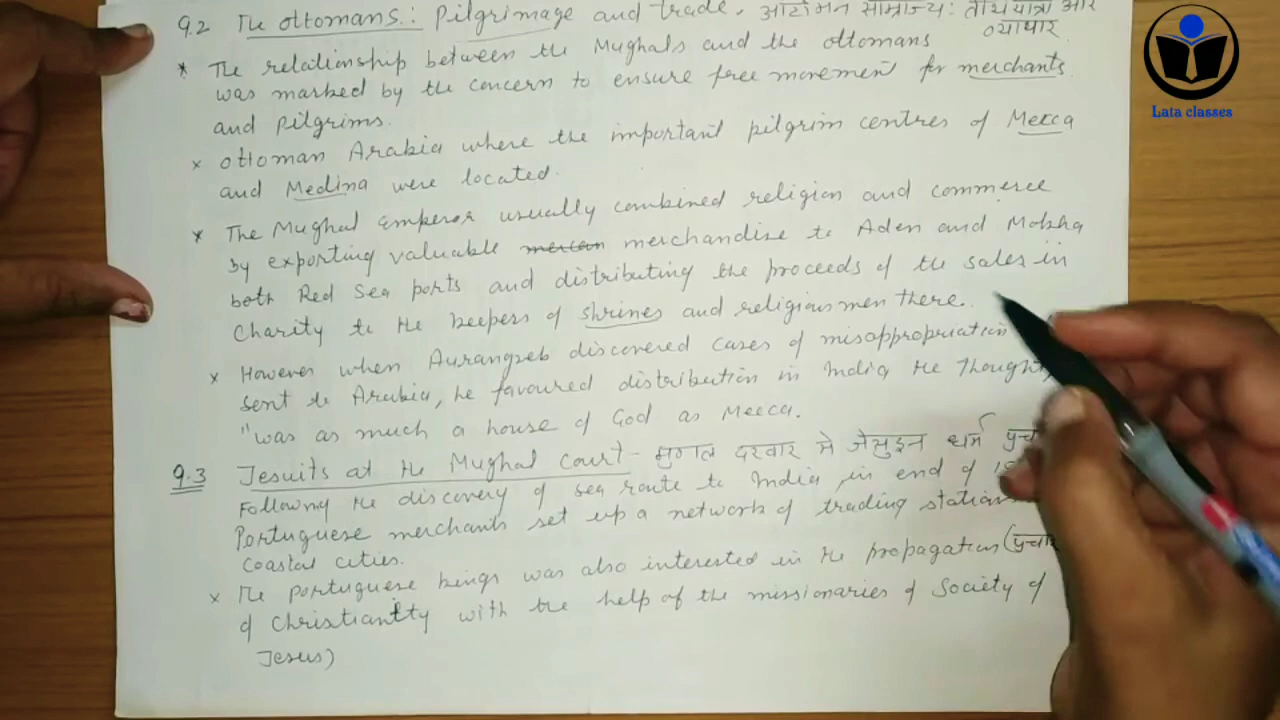 9.2 The Ottomans: Pilgrimage and trade. ऑटोमन साम्राज्य: तीर्थयात्रा और व्यापार
Lata classes
* The relationship between the Mughals and the ottomans
was marked by the concern to ensure free movement for merchants
and pilgrims.
x Ottoman Arabia where the important pilgrim centres of Mecca
and Medina were located.
* The Mughal emperor usually combined religion and commerce
by exporting valuable merchandise to Aden and Mokha
both Red Sea ports and distributing the proceeds of the sales in
charity to the keepers of shrines and religious men there.
x However when Aurangzeb discovered cases of misappropriation
sent to Arabia, he favoured distribution in India He thought
"was as much a house of God as Mecca.
9.3 Jesuits at the Mughal Court - मुगल दरबार मे जेसुइन धर्म
Following the discovery of sea route to India, in end of
Portuguese merchants set up a network of trading stations
coastal cities.
x The Portuguese kings was also interested in the propagation (प्रचार
of Christiantty with the help of the missionaries of Society of
Jesus)